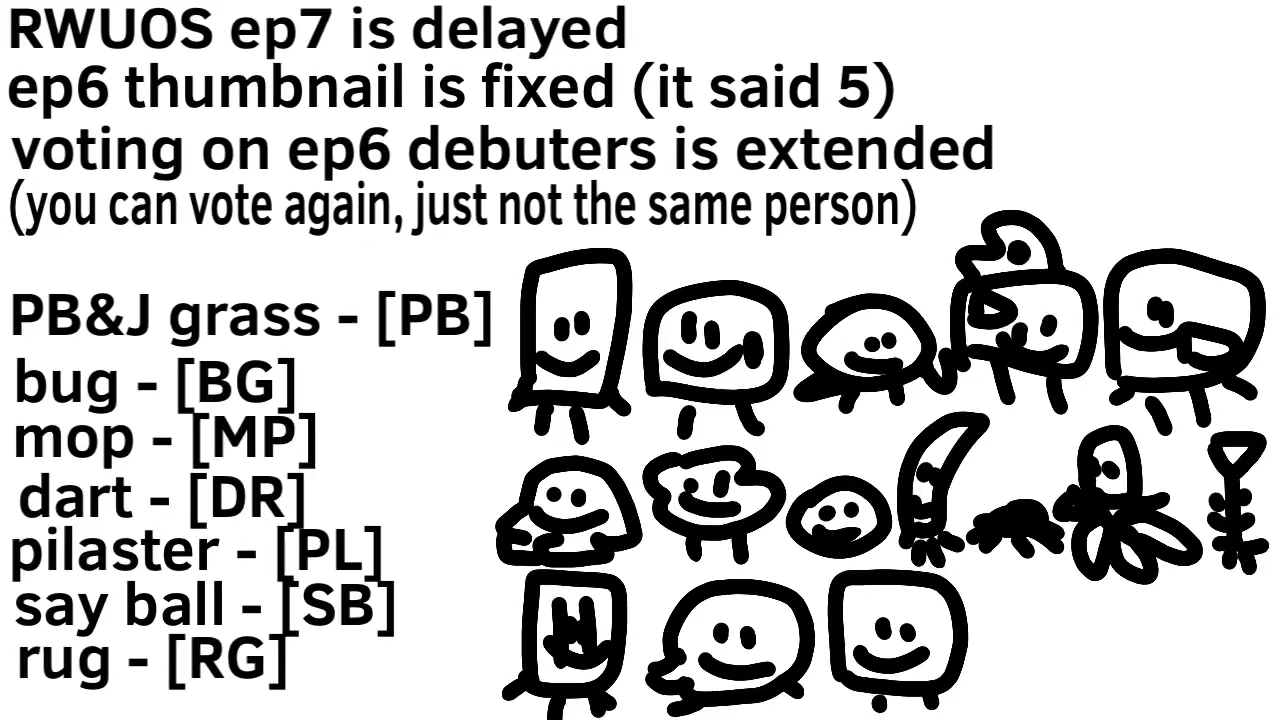 RWUOS ep7 is delayed
ep6 thumbnail is fixed (it said 5)
voting on ep6 debuters is extended
(you can vote again, just not the same person)
PB&J grass - [PB]
bug - [BG]
mop - [MP]
dart - [DR]
pilaster - [PL]
say ball - [SB]
rug - [RG]